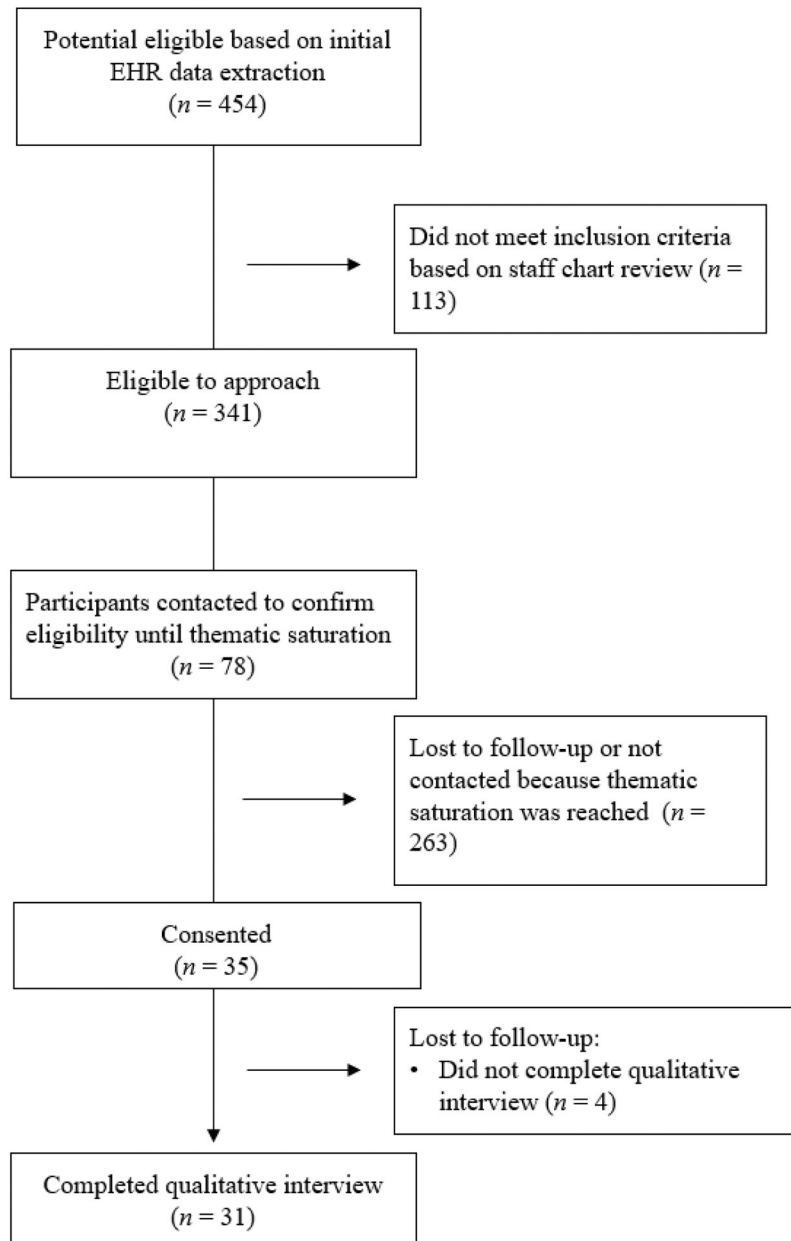 Potential eligible based on initial
EHR data extraction
(n = 454)
Did not meet inclusion criteria
based on staff chart review (n =
113)
Eligible to approach
(n = 341)
Participants contacted to confirm
eligibility until thematic saturation
(n = 78)
Lost to follow-up or not
contacted because thematic
saturation was reached (n =
263)
Consented
(n = 35)
Lost to follow-up:
• Did not complete qualitative
interview (n = 4)
Completed qualitative interview
(n = 31)